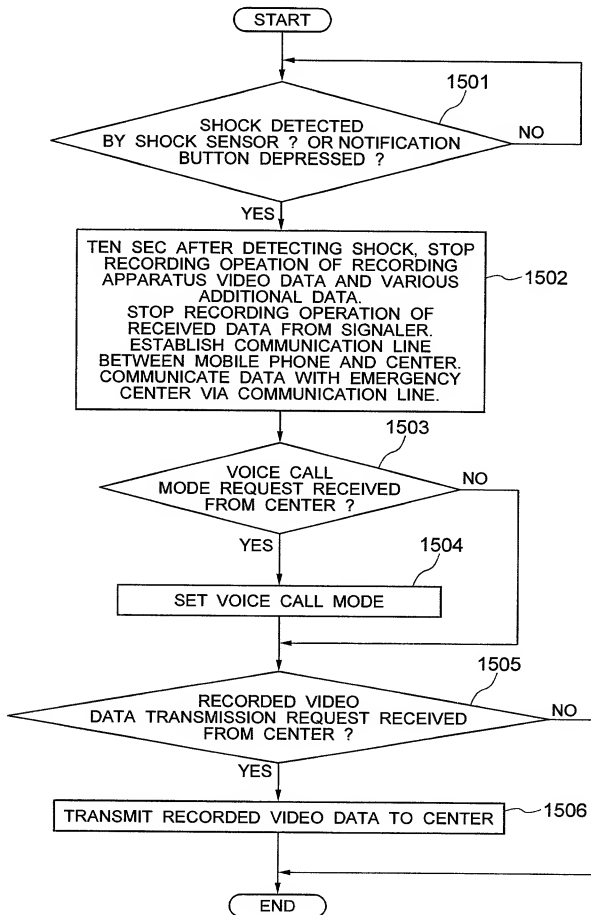 START
1501
SHOCK DETECTED
BY SHOCK SENSOR ? OR NOTIFICATION
BUTTON DEPRESSED ?
NO
YES
TEN SEC AFTER DETECTING SHOCK, STOP
RECORDING OPEATION OF RECORDING
APPARATUS VIDEO DATA AND VARIOUS
ADDITIONAL DATA.
STOP RECORDING OPERATION OF
RECEIVED DATA FROM SIGNALER.
ESTABLISH COMMUNICATION LINE
BETWEEN MOBILE PHONE AND CENTER.
COMMUNICATE DATA WITH EMERGENCY
CENTER VIA COMMUNICATION LINE.
1502
1503
VOICE CALL
MODE REQUEST RECEIVED
FROM CENTER ?
NO
YES
1504
SET VOICE CALL MODE
1505
RECORDED VIDEO
DATA TRANSMISSION REQUEST RECEIVED
FROM CENTER ?
NO
YES
TRANSMIT RECORDED VIDEO DATA TO CENTER
1506
END